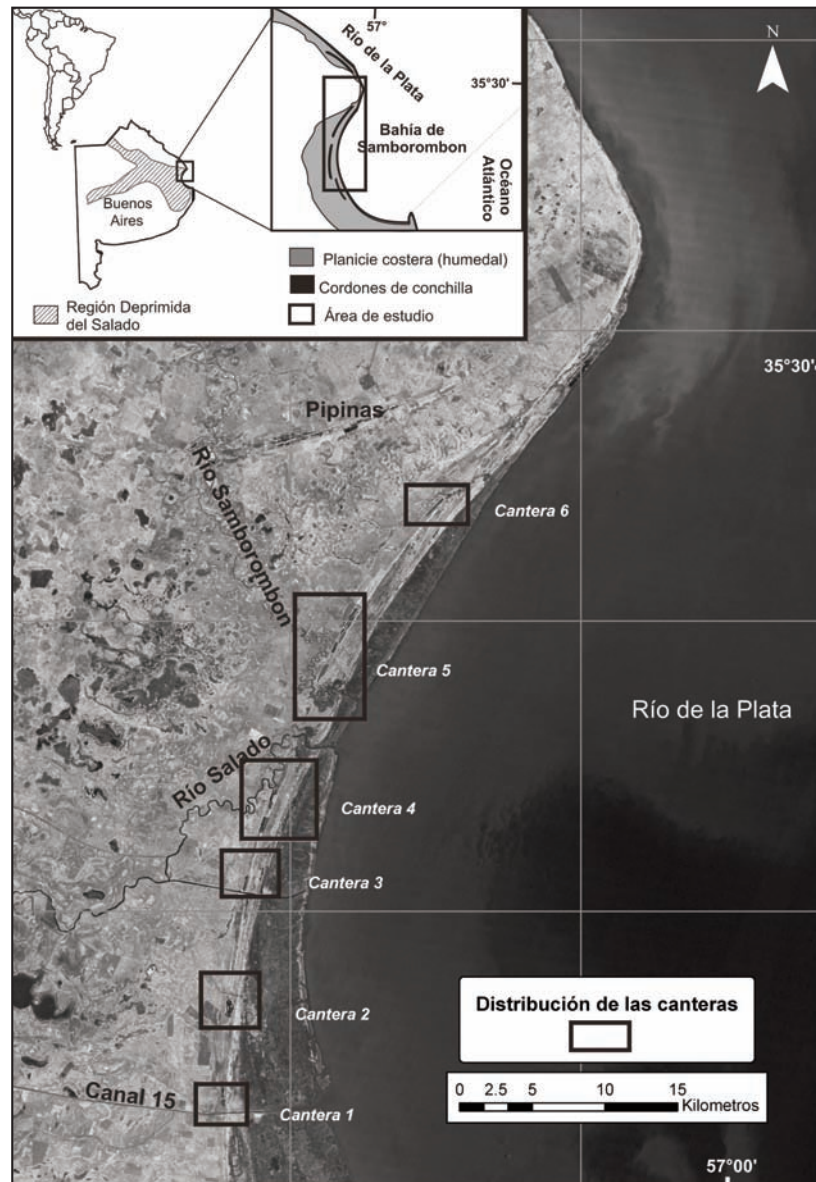 57°
Río de la Plata
35°30'
Bahía de
Samborombon
Océano
Atlántico
Buenos
Aires
Región Deprimida
del Salado
Planicie costera (humedal)
Cordones de conchilla
Área de estudio
N
35°30'
Pipinas
Río Samborombon
Cantera 6
Cantera 5
Río de la Plata
Río Salado
Cantera 4
Cantera 3
Cantera 2
Canal 15
Cantera 1
Distribución de las canteras
0 2.5 5 10 15
Kilometros
57°00'